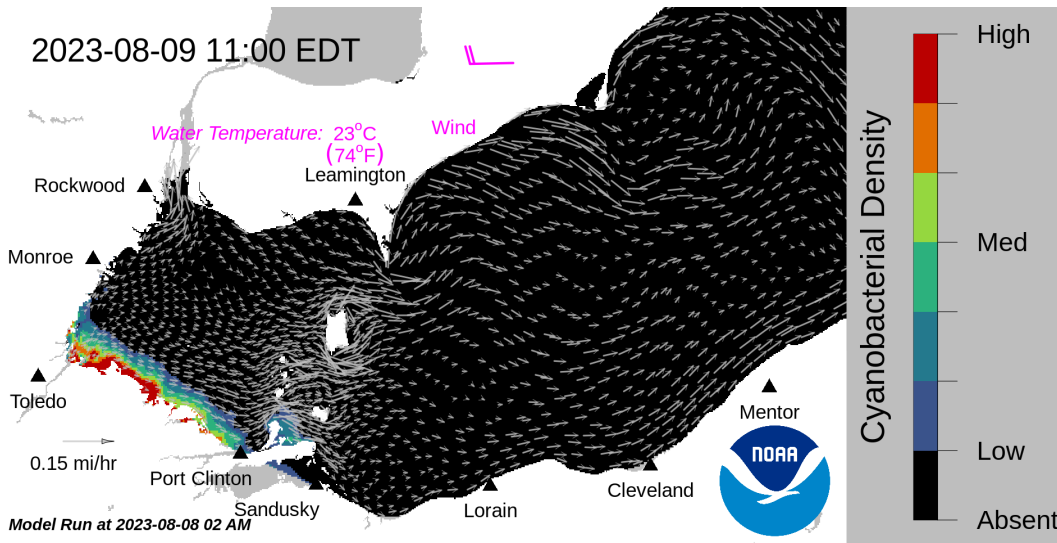 2023-08-09 11:00 EDT
Water Temperature: 23°C
(74°F)
Wind
Leamington
Rockwood
Monroe
Toledo
0.15 mi/hr
Port Clinton
Sandusky
Lorain
Cleveland
Mentor
NOAA
Model Run at 2023-08-08 02 AM
Cyanobacterial Density
High
Med
Low
Absent